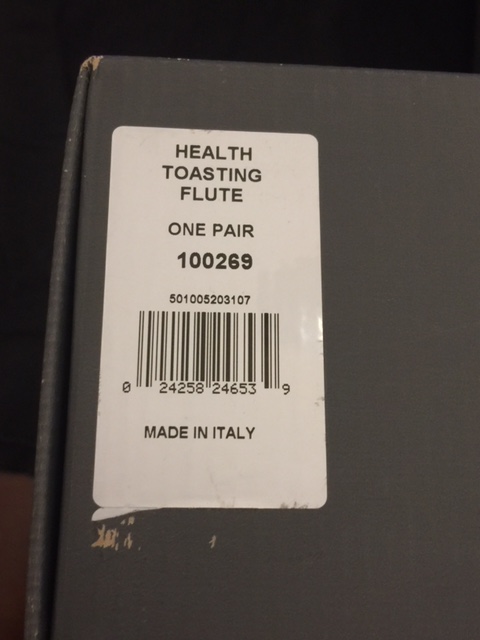 HEALTH
TOASTING
FLUTE
ONE PAIR
100269
501005203107
0 24258 24653 9
MADE IN ITALY